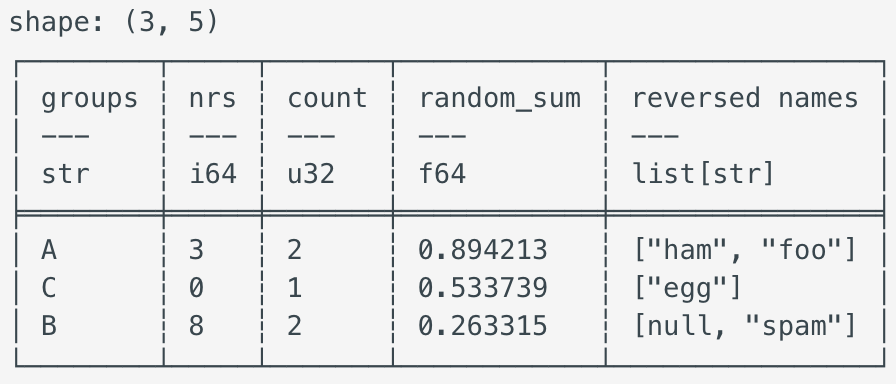 shape: (3, 5)
groups nrs count random_sum reversed names
--- --- --- --- ---
str i64 u32 f64 list[str]
A 3 2 0.894213 ["ham", "foo"]
C 0 1 0.533739 ["egg"]
B 8 2 0.263315 [null, "spam"]